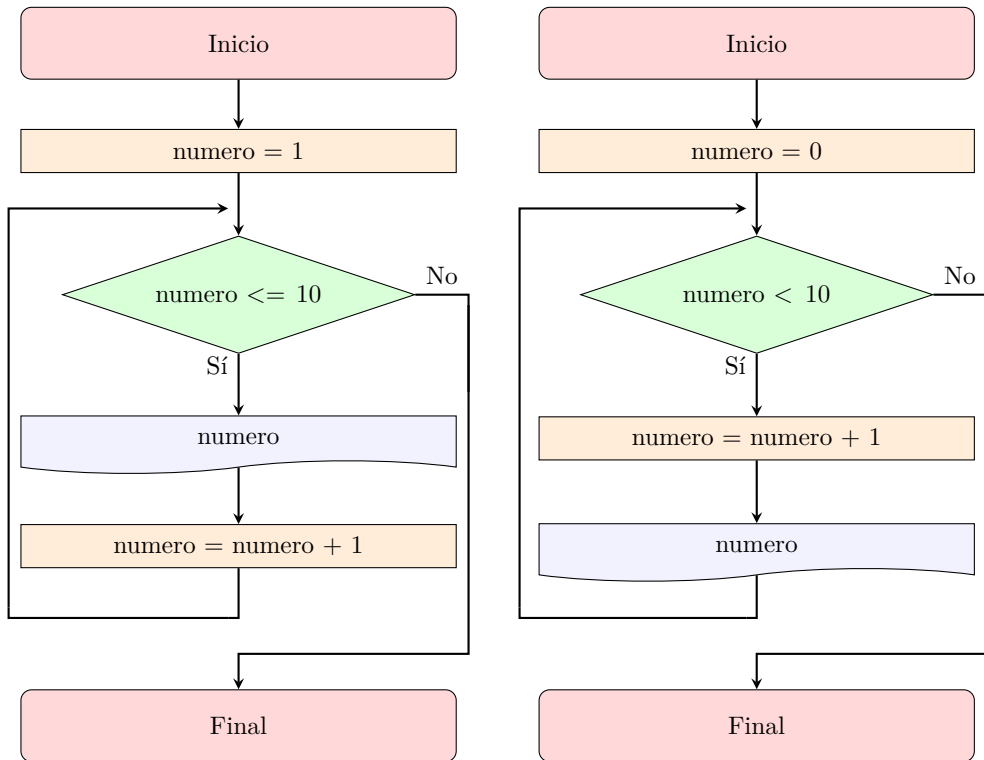 Inicio
numero = 1
numero <= 10
No
Sí
numero
numero = numero + 1
Final
Inicio
numero = 0
numero < 10
No
Sí
numero = numero + 1
numero
Final